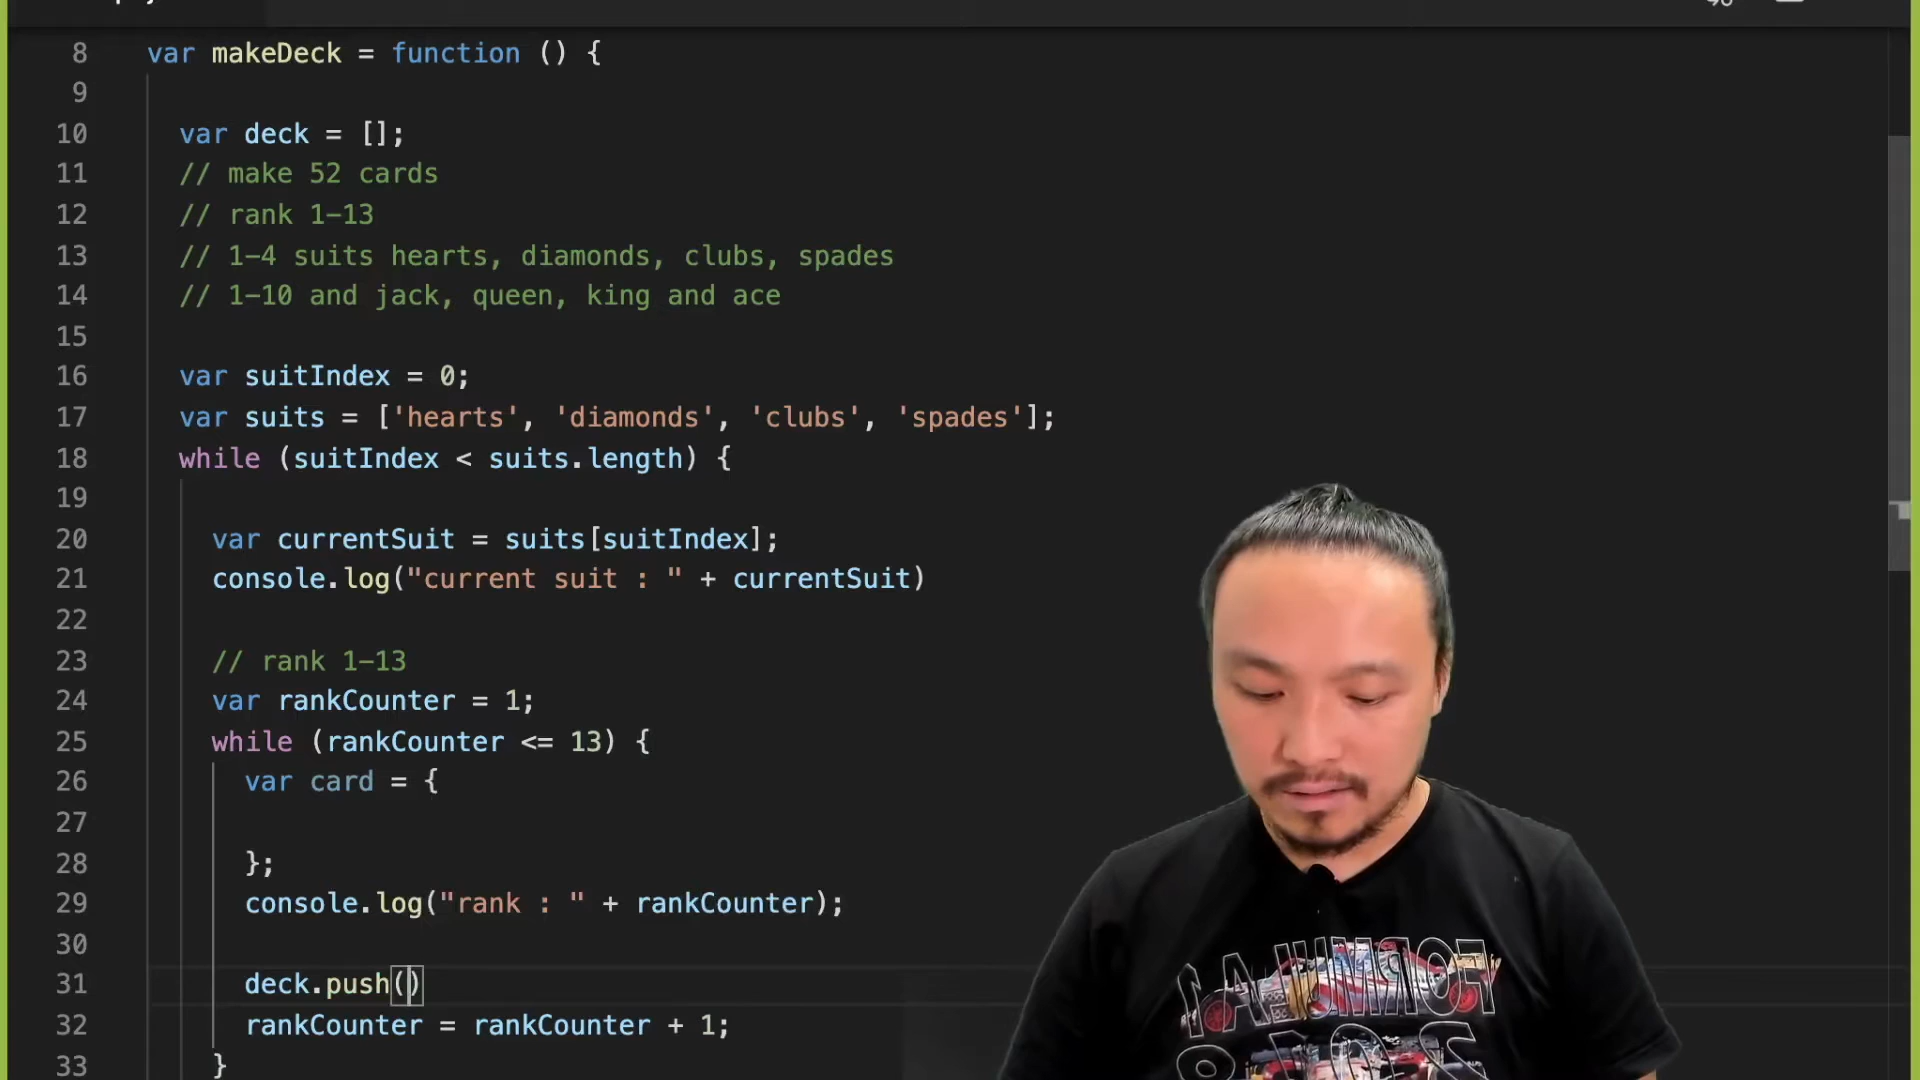 8 var makeDeck = function () {
9
10 var deck = [];
11 // make 52 cards
12 // rank 1-13
13 // 1-4 suits hearts, diamonds, clubs, spades
14 // 1-10 and jack, queen, king and ace
15
16 var suitIndex = 0;
17 var suits = ['hearts', 'diamonds', 'clubs', 'spades'];
18 while (suitIndex < suits.length) {
19
20 var currentSuit = suits[suitIndex];
21 console.log("current suit : " + currentSuit)
22
23 // rank 1-13
24 var rankCounter = 1;
25 while (rankCounter <= 13) {
26 var card = {
27
28 };
29 console.log("rank : " + rankCounter);
30
31 deck.push()
32 rankCounter = rankCounter + 1;
33 }
FORMULA 1